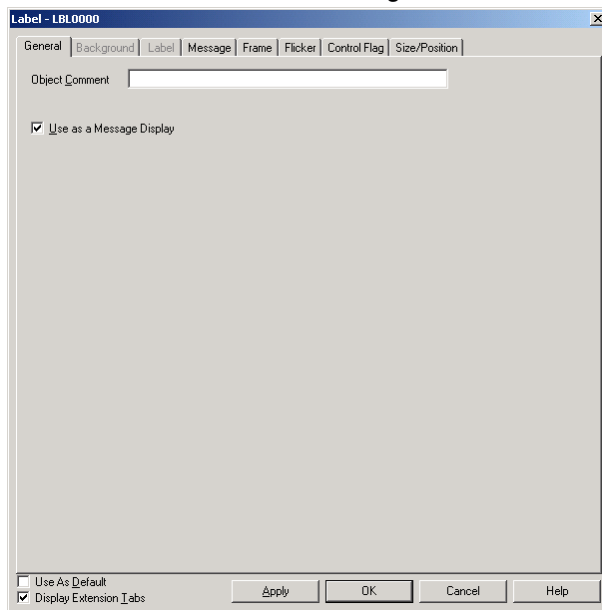 Label - LBL0000
General Background Label Message Frame Flicker Control Flag Size/Position
Object Comment
Use as a Message Display
Use As Default
Display Extension Tabs
Apply OK Cancel Help